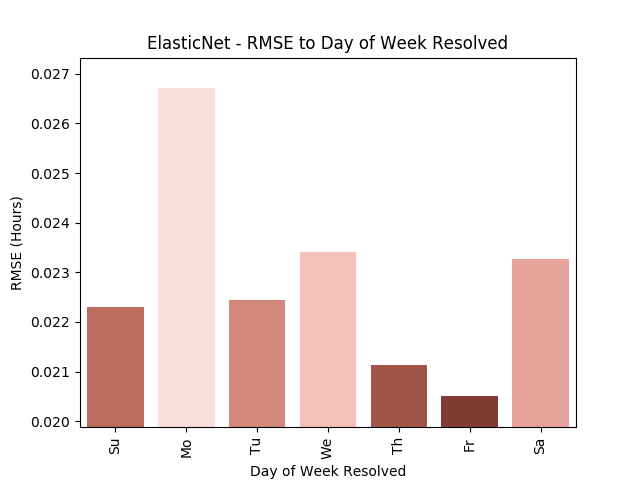 ElasticNet - RMSE to Day of Week Resolved
0.027
0.026
0.025
0.024
0.023
0.022
0.021
0.020
RMSE (Hours)
Su Mo Tu We Th Fr Sa
Day of Week Resolved